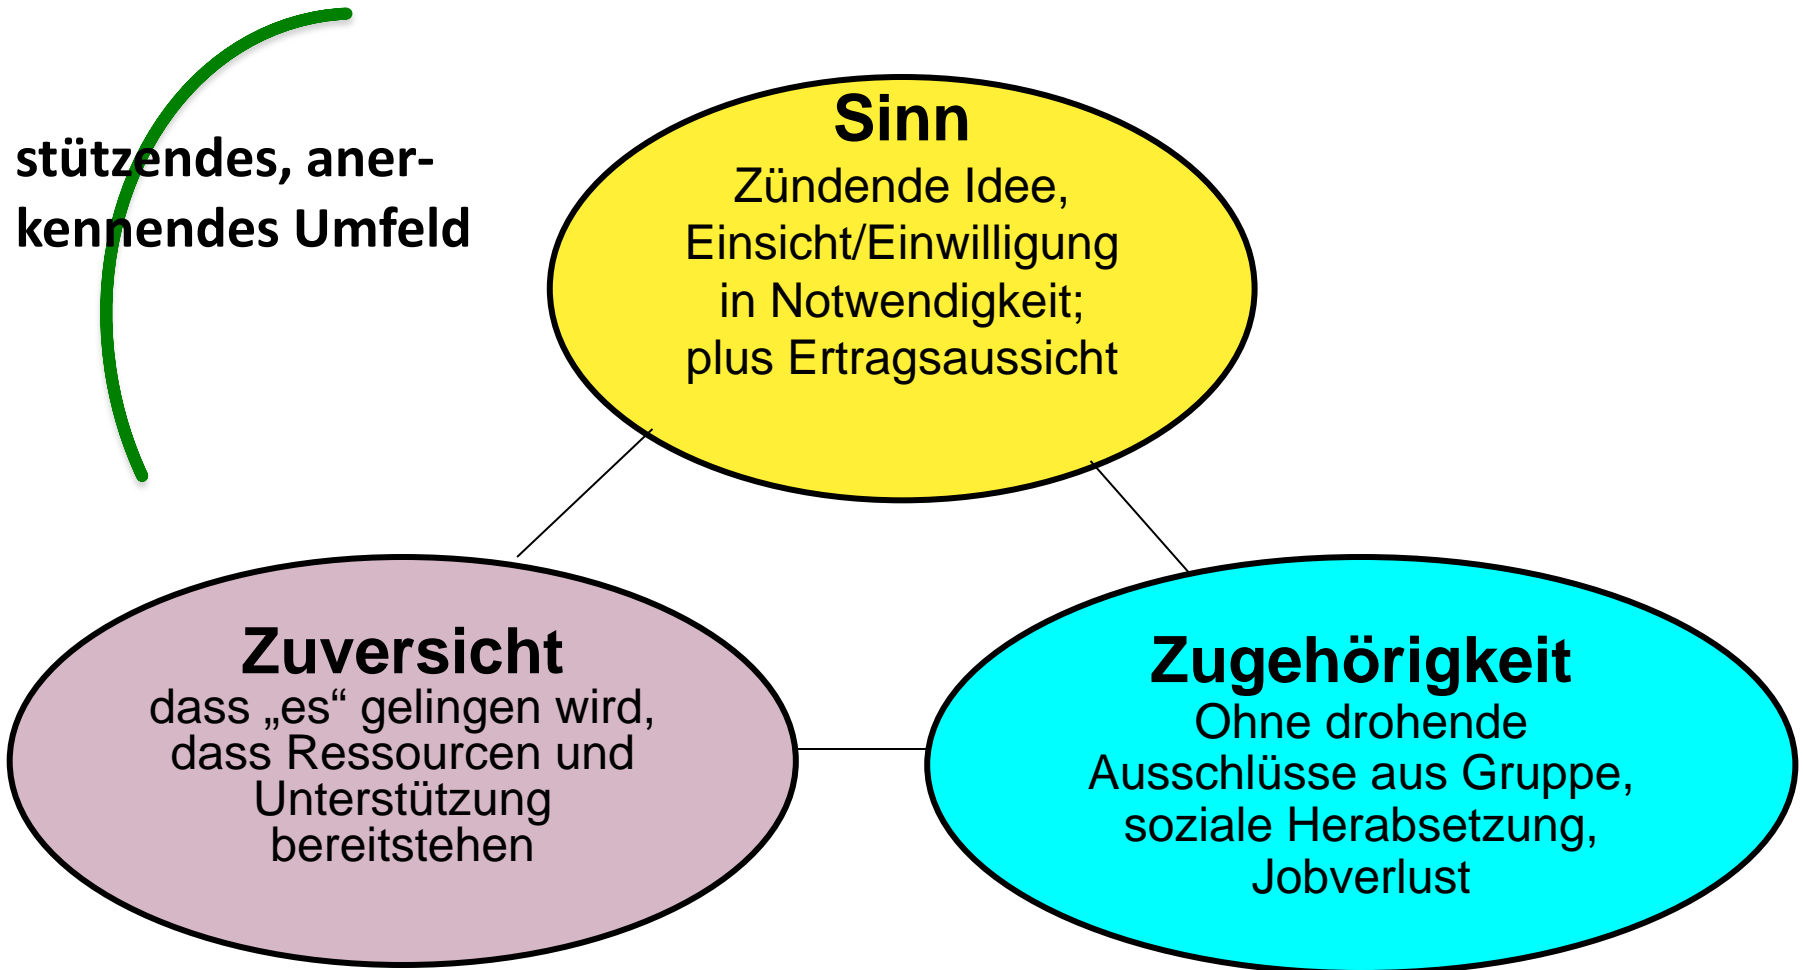 stützendes, aner-
kennendes Umfeld
Sinn
Zündende Idee,
Einsicht/Einwilligung
in Notwendigkeit;
plus Ertragsaussicht
Zuversicht
dass „es“ gelingen wird,
dass Ressourcen und
Unterstützung
bereitstehen
Zugehörigkeit
Ohne drohende
Ausschlüsse aus Gruppe,
soziale Herabsetzung,
Jobverlust